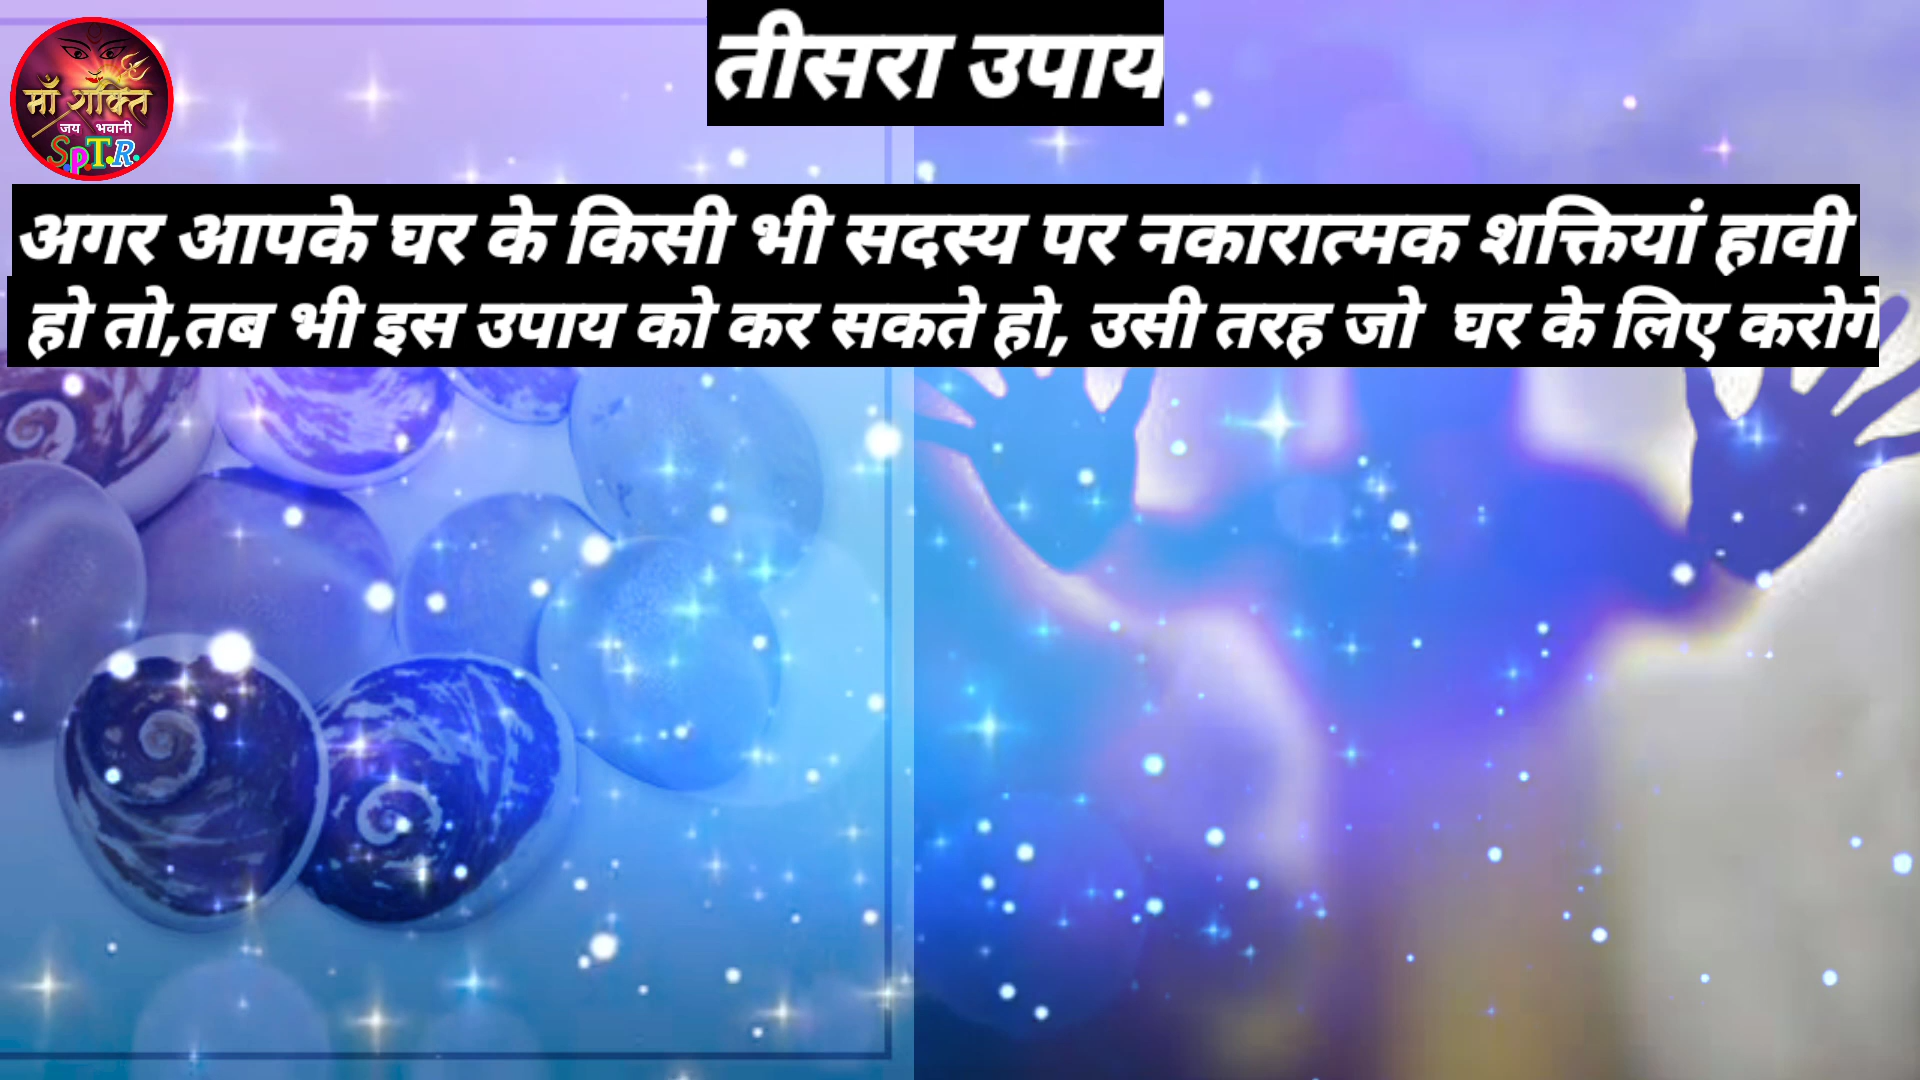 तीसरा उपाय
माँ शक्ति
जय भवानी
S.P.T.R.
अगर आपके घर के किसी भी सदस्य पर नकारात्मक शक्तियां हावी
हो तो,तब भी इस उपाय को कर सकते हो, उसी तरह जो घर के लिए करोगे